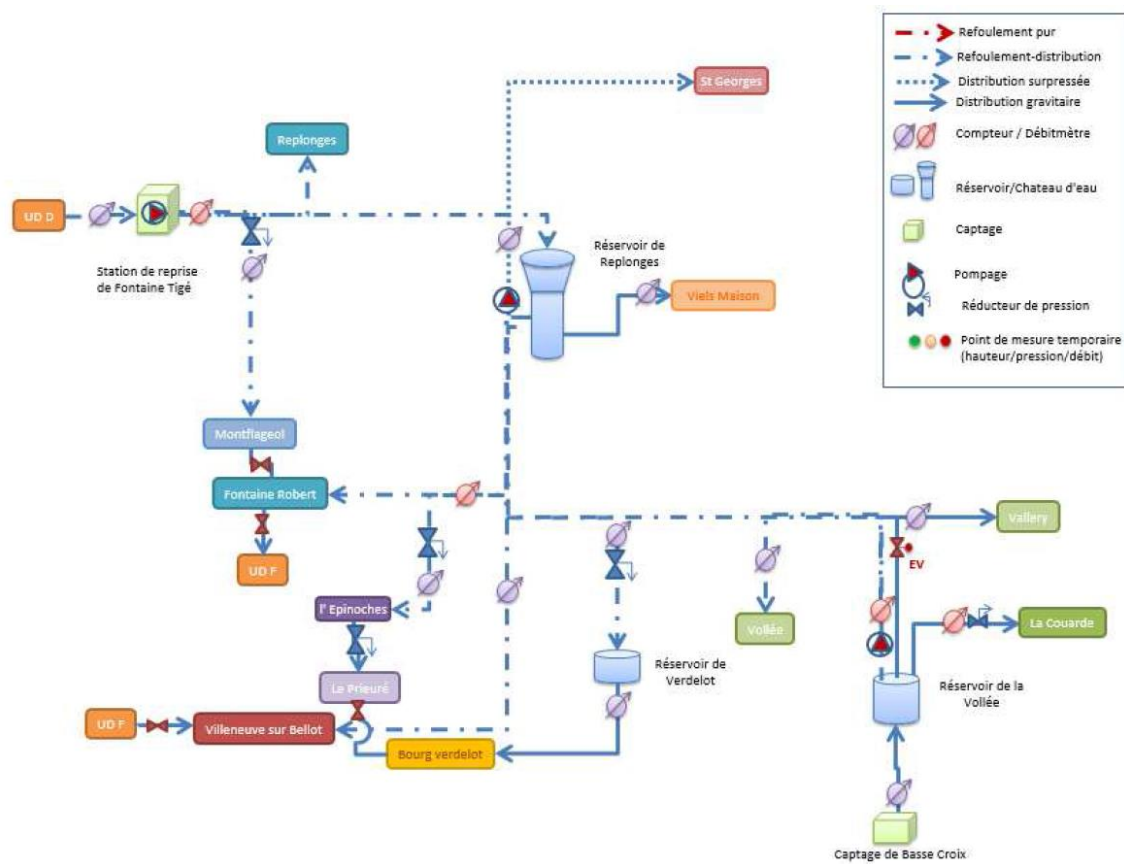 Refoulement pur
Refoulement-distribution
Distribution surpressée
Distribution gravitaire
Compteur / Débitmètre
Réservoir/Chateau d'eau
Captage
Pompage
Réducteur de pression
Point de mesure temporaire
(hauteur/pression/débit)
St Georges
Replonges
UD D
Station de reprise
de Fontaine Tigé
Réservoir de
Replonges
Viels Maison
Montflageol
Fontaine Robert
UD F
Vallery
EV
l' Epinoches
Vollée
La Couarde
Réservoir de
Verdelot
Réservoir de la
Vollée
Le Prieuré
UD F
Villeneuve sur Bellot
Bourg verdelot
Captage de Basse Croix